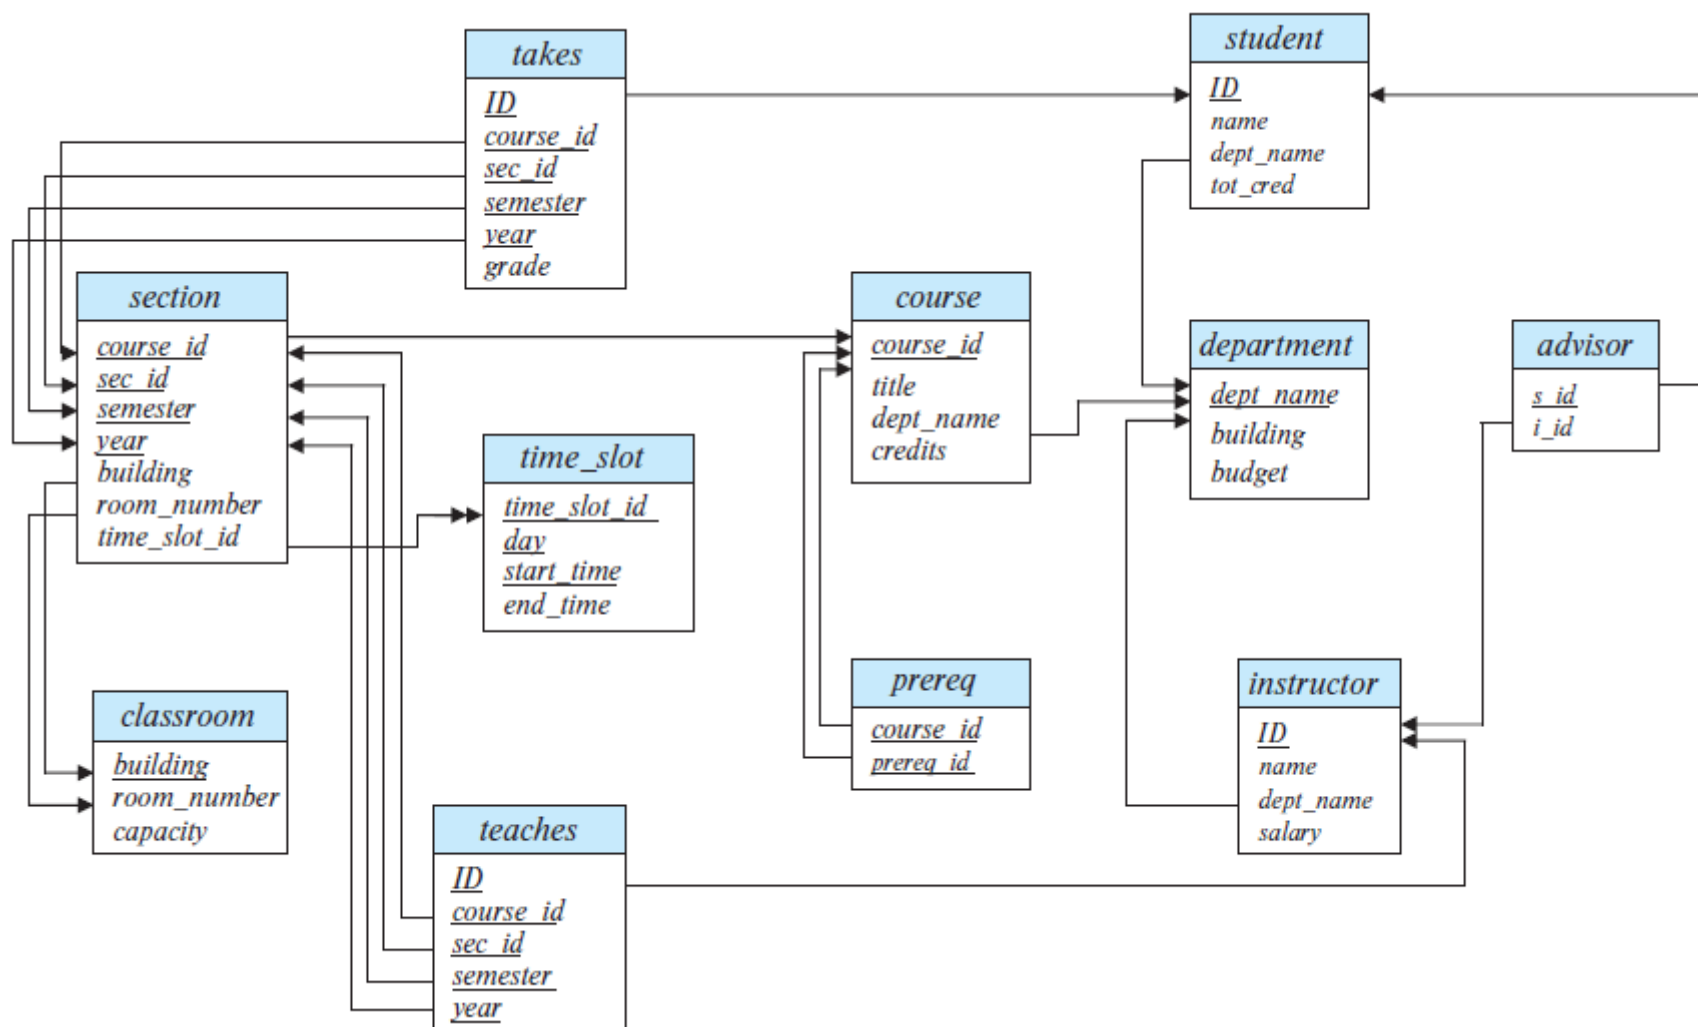 takes
ID
course_id
sec_id
semester
year
grade
student
ID
name
dept_name
tot_cred
section
course_id
sec_id
semester
year
building
room_number
time_slot_id
course
course_id
title
dept_name
credits
department
dept_name
building
budget
advisor
s_id
i_id
time_slot
time_slot_id
day
start_time
end_time
classroom
building
room_number
capacity
prereq
course_id
prereq_id
instructor
ID
name
dept_name
salary
teaches
ID
course_id
sec_id
semester
year